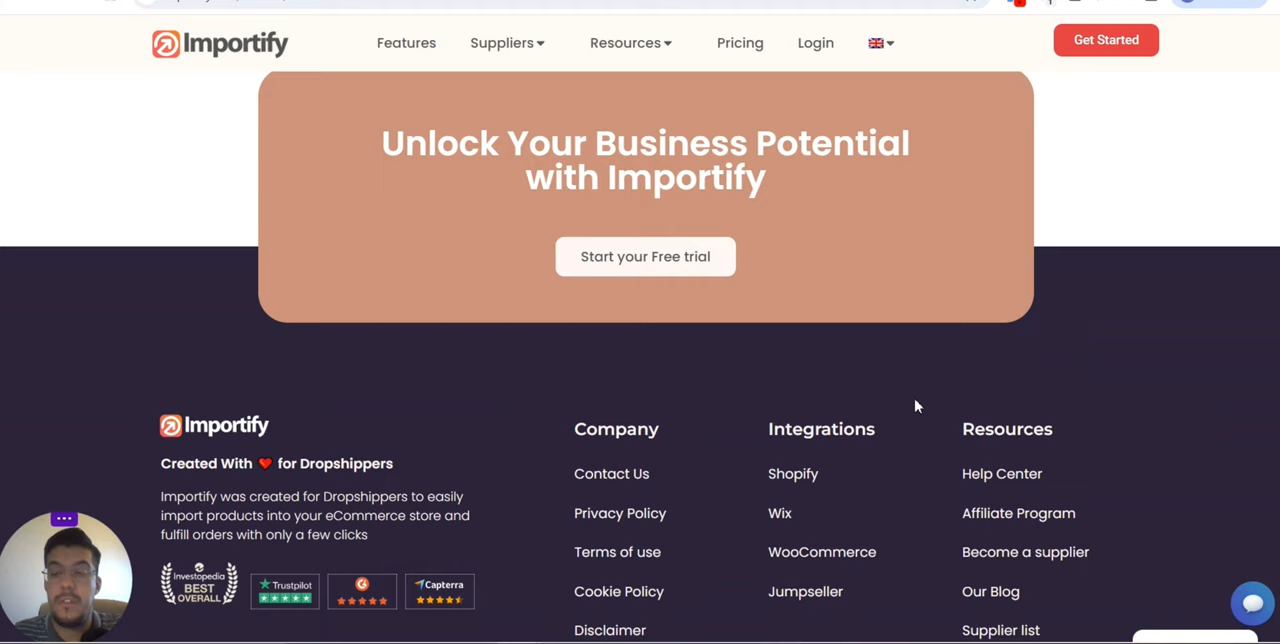 Importify
Features
Suppliers
Resources
Pricing
Login
Get Started
Unlock Your Business Potential
with Importify
Start your Free trial
Importify
Created With ❤️ for Dropshippers
Importify was created for Dropshippers to easily
import products into your eCommerce store and
fulfill orders with only a few clicks
Investopedia
BEST
OVERALL
Trustpilot
Capterra
Company
Contact Us
Privacy Policy
Terms of use
Cookie Policy
Disclaimer
Integrations
Shopify
Wix
WooCommerce
Jumpseller
Resources
Help Center
Affiliate Program
Become a supplier
Our Blog
Supplier list